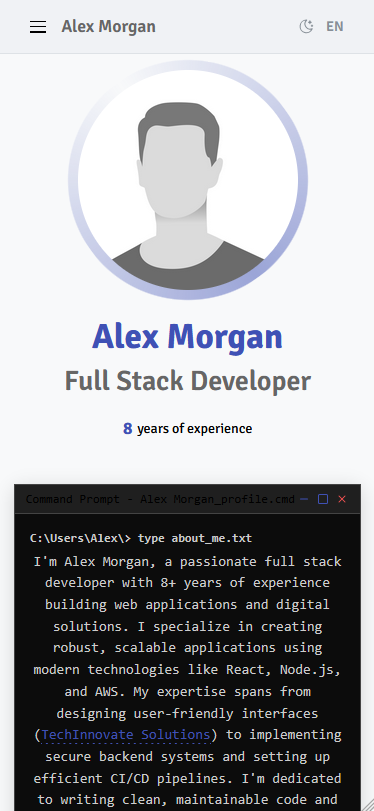 Alex Morgan
EN
Alex Morgan
Full Stack Developer
8 years of experience
Command Prompt - Alex Morgan_profile.cmd
C:\Users\Alex\> type about_me.txt
I'm Alex Morgan, a passionate full stack
developer with 8+ years of experience
building web applications and digital
solutions. I specialize in creating
robust, scalable applications using
modern technologies like React, Node.js,
and AWS. My expertise spans from
designing user-friendly interfaces
(TechInnovate Solutions) to implementing
secure backend systems and setting up
efficient CI/CD pipelines. I'm dedicated
to writing clean, maintainable code and